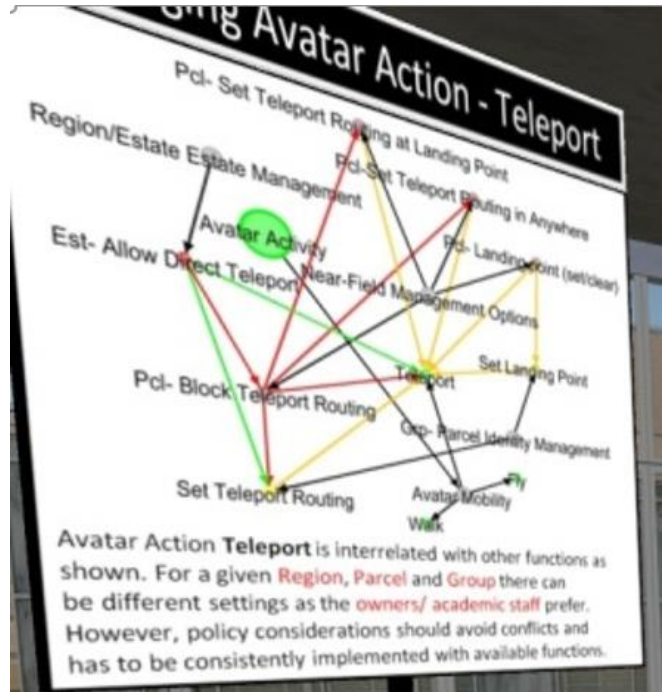 ging Avatar Action - Teleport
Pcl- Set Teleport Routing at Landing Point
Region/Estate Estate Management
Pcl-Set Teleport Routing in Anywhere
Avatar Activity
Pcl- Landing Point (set/clear)
Est- Allow Direct Teleport
Near-Field Management Options
Set Landing Point
Teleport
Pcl- Block Teleport Routing
Grp- Parcel Identity Management
Fly
Set Teleport Routing
Avatar Mobility
Walk
Avatar Action Teleport is interrelated with other functions as
shown. For a given Region, Parcel and Group there can
be different settings as the owners/ academic staff prefer.
However, policy considerations should avoid conflicts and
has to be consistently implemented with available functions.